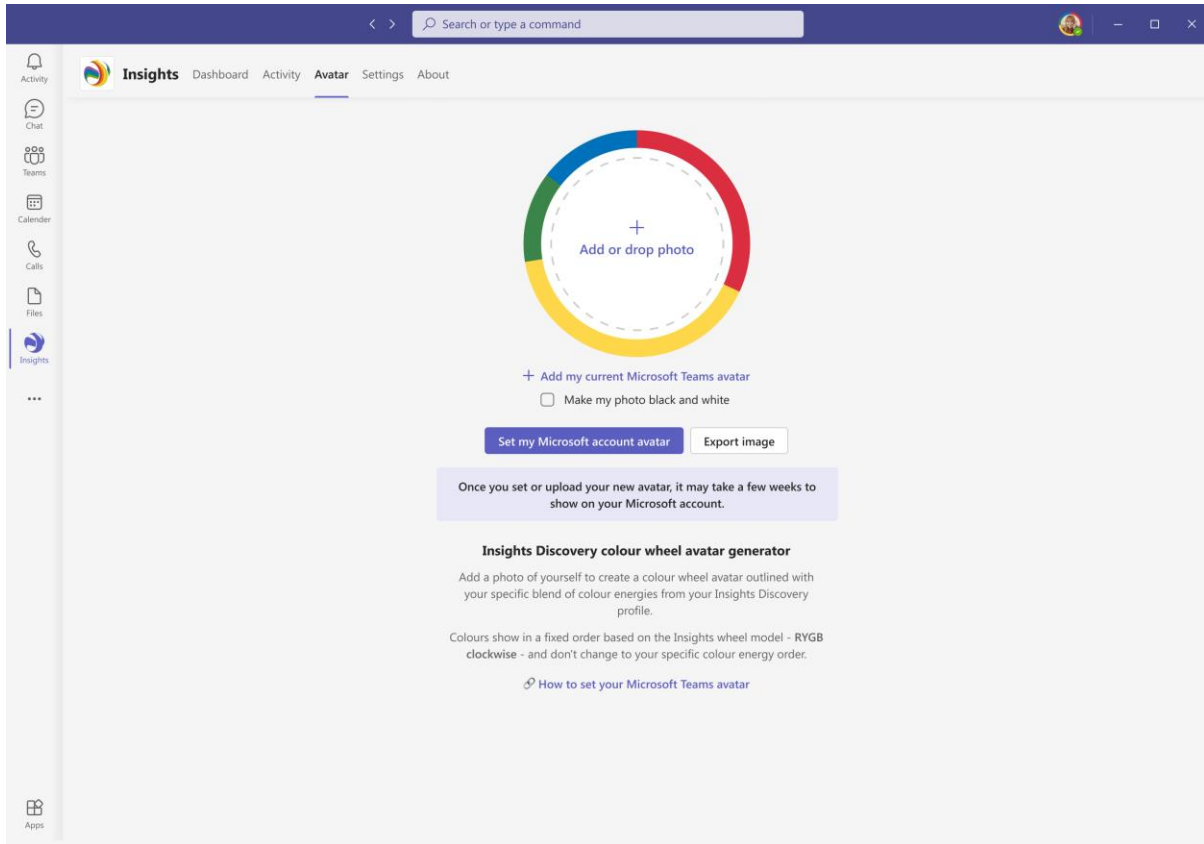 Search or type a command
Activity
Chat
Teams
Calender
Calls
Files
Insights
Apps
Insights Dashboard Activity Avatar Settings About
Add or drop photo
Add my current Microsoft Teams avatar
Make my photo black and white
Set my Microsoft account avatar Export image
Once you set or upload your new avatar, it may take a few weeks to
show on your Microsoft account.
Insights Discovery colour wheel avatar generator
Add a photo of yourself to create a colour wheel avatar outlined with
your specific blend of colour energies from your Insights Discovery
profile.
Colours show in a fixed order based on the Insights wheel model - RYGB
clockwise - and don't change to your specific colour energy order.
How to set your Microsoft Teams avatar